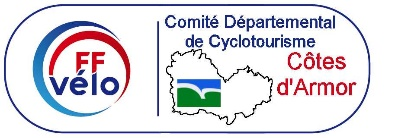 FF
vélo
Comité Départemental
de Cyclotourisme
Côtes
d'Armor